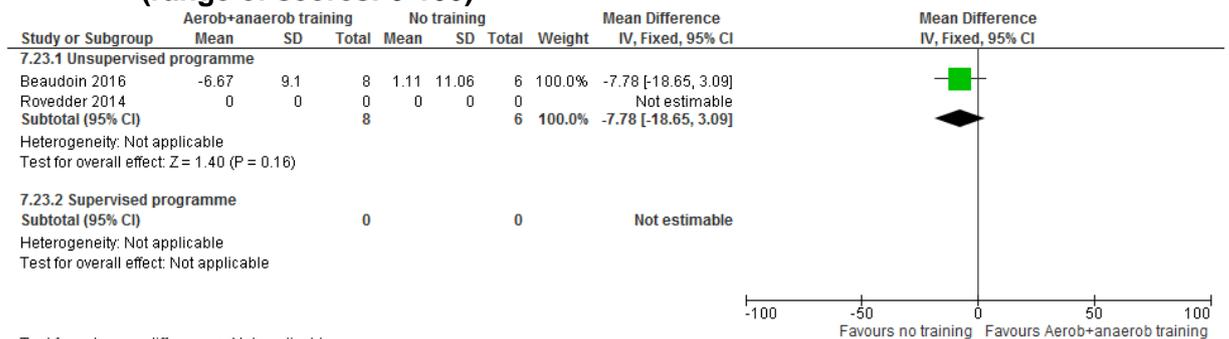 Aerob+anaerob training No training Mean Difference Mean Difference
Study or Subgroup Mean SD Total Mean SD Total Weight IV, Fixed, 95% CI IV, Fixed, 95% CI
7.23.1 Unsupervised programme
Beaudoin 2016 -6.67 9.1 8 1.11 11.06 6 100.0% -7.78 [-18.65, 3.09]
Rovedder 2014 0 0 0 0 0 0 Not estimable
Subtotal (95% CI) 8 6 100.0% -7.78 [-18.65, 3.09]
Heterogeneity: Not applicable
Test for overall effect: Z = 1.40 (P = 0.16)
7.23.2 Supervised programme
Subtotal (95% CI) 0 0 Not estimable
Heterogeneity: Not applicable
Test for overall effect: Not applicable
-100 -50 0 50 100
Favours no training Favours Aerob+anaerob training